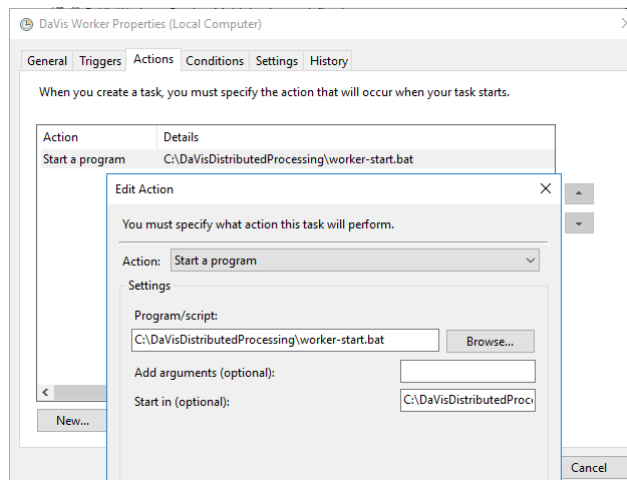 DaVis Worker Properties (Local Computer)
General Triggers Actions Conditions Settings History
When you create a task, you must specify the action that will occur when your task starts.
Action Details
Start a program C:\DaVisDistributedProcessing\worker-start.bat
Edit Action
You must specify what action this task will perform.
Action: Start a program
Settings
Program/script:
C:\DaVisDistributedProcessing\worker-start.bat Browse...
Add arguments (optional):
Start in (optional): C:\DaVisDistributedProc
New...
Cancel